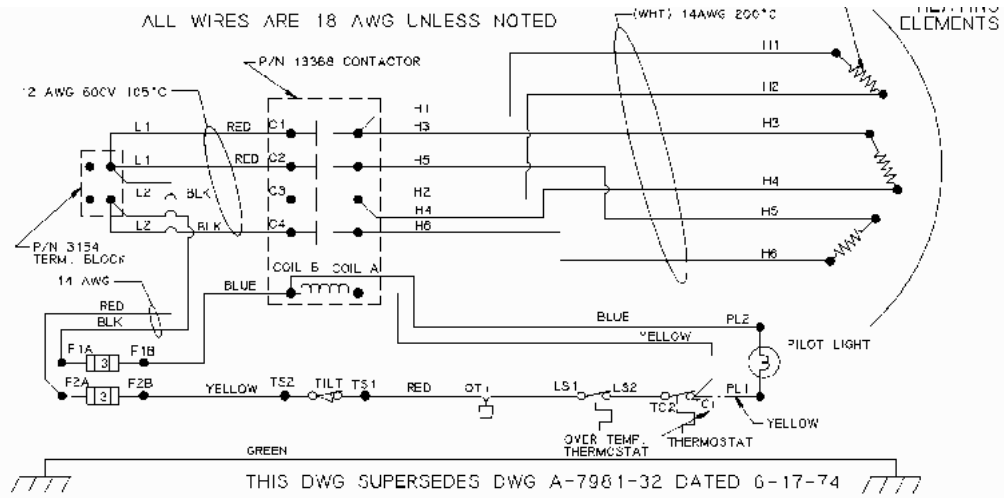 ALL WIRES ARE 18 AWG UNLESS NOTED
(WHT) 14AWG 200°C
ELEMENTS
P/N 13368 CONTACTOR
12 AWG 600V 105°C
H1
H2
H3
H4
H5
H6
L1 RED C1
H1
H3
L1 RED C2
H5
L2 BLK C3
H2
H4
L2 BLK C4
H6
P/N 3154
TERM. BLOCK
COIL B COIL A
14 AWG
BLUE
RED
BLK
BLUE PL2
YELLOW
PILOT LIGHT
F1A 3 F1B
F2A 3 F2B
YELLOW TS2 TILT TS1 RED OT1 LS1 LS2 TC2 PL1
YELLOW
OVER TEMP.
THERMOSTAT
THERMOSTAT
GREEN
THIS DWG SUPERSEDES DWG A-7981-32 DATED 6-17-74